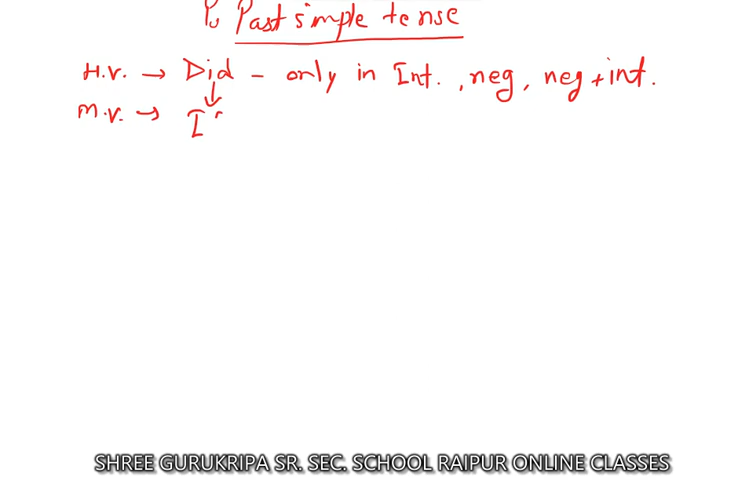 Past simple tense
H.V. → Did - only in Int. , neg, neg + int.
M.V. → I
SHREE GURUKRIPA SR. SEC. SCHOOL RAIPUR ONLINE CLASSES